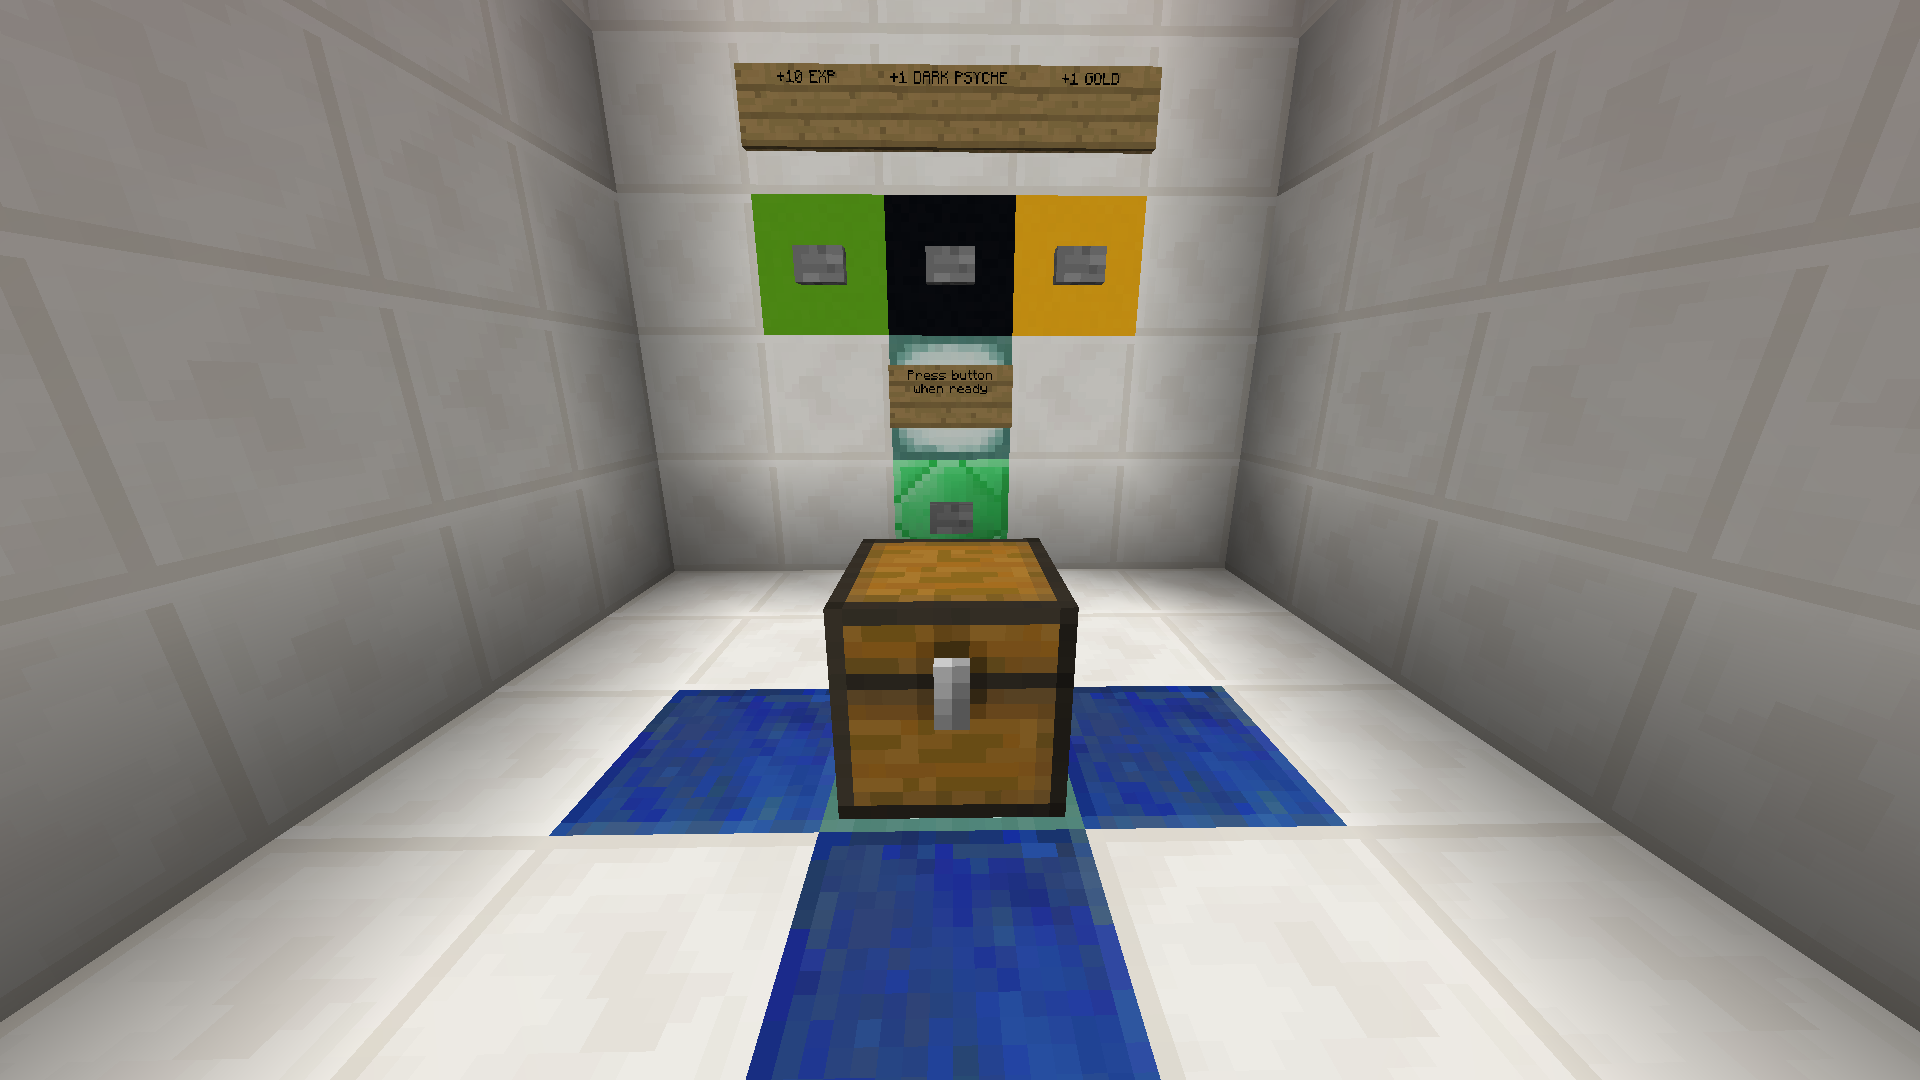 +10 EXP
+1 DARK PSYCHE
+1 GOLD
Press button
when ready